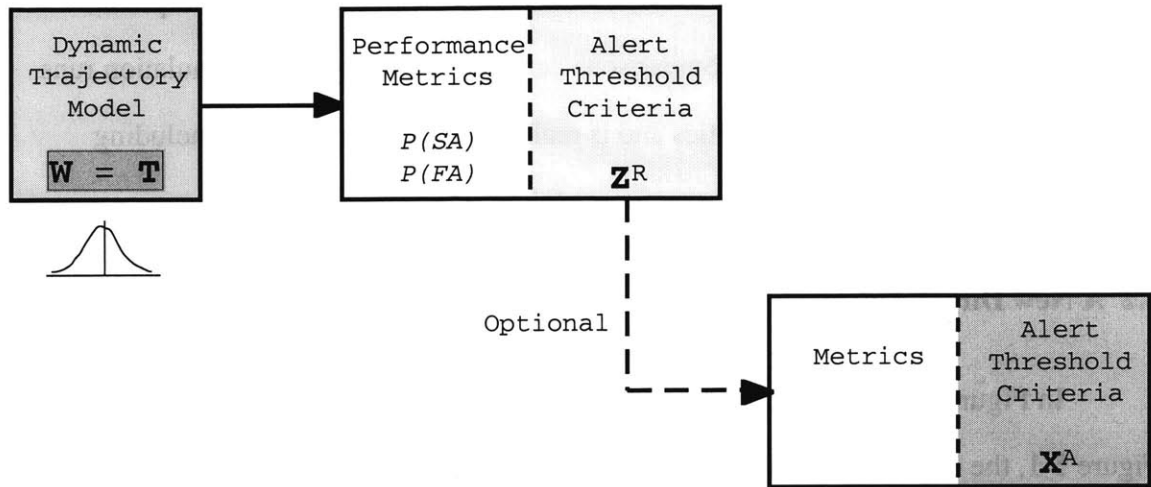 Dynamic
Trajectory
Model
W = T
Performance
Metrics
P(SA)
P(FA)
Alert
Threshold
Criteria
Z^R
Optional
Metrics
Alert
Threshold
Criteria
X^A